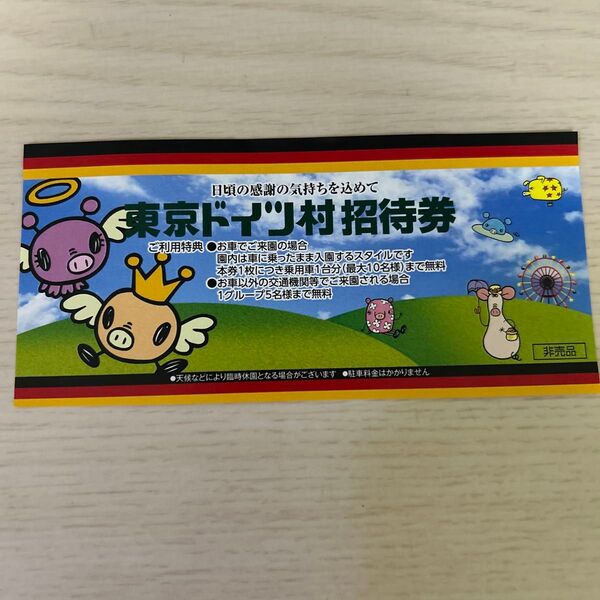 日頃の感謝の気持ちを込めて
東京ドイツ村 招待券
ご利用特典 ●お車でご来園の場合
園内は車に乗ったまま入園するスタイルです
本券1枚につき乗用車1台分(最大10名様)まで無料
●お車以外の交通機関等でご来園される場合
1グループ5名様まで無料
非売品
●天候などにより臨時休園となる場合がございます ●駐車料金はかかりません